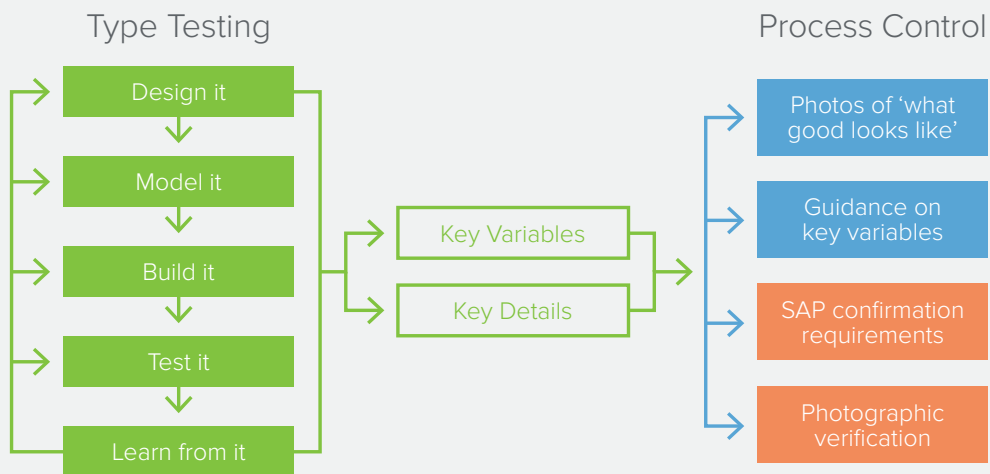 Type Testing
Design it
Model it
Build it
Test it
Learn from it
Key Variables
Key Details
Process Control
Photos of ‘what
good looks like’
Guidance on
key variables
SAP confirmation
requirements
Photographic
verification